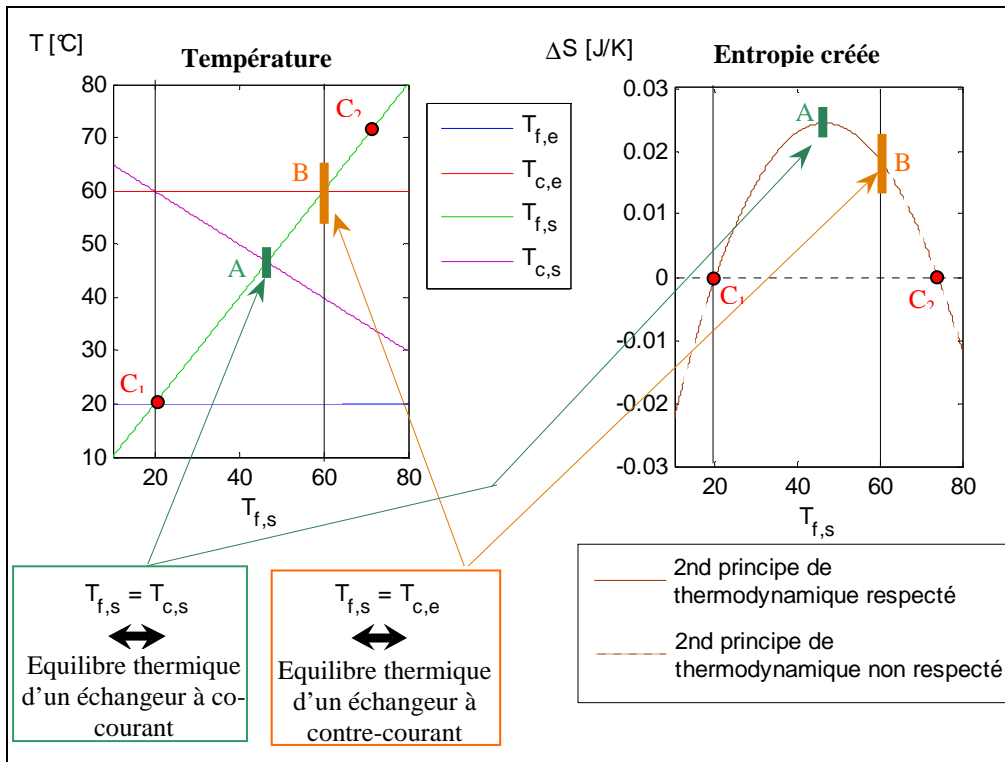 T [°C]
Température
80
70
60
50
40
30
20
10
20
40
60
80
T_f,s
C₂
B
A
C₁
T_f,e
T_c,e
T_f,s
T_c,s
ΔS [J/K]
Entropie créée
0.03
0.02
0.01
0
-0.01
-0.02
-0.03
20
40
60
80
T_f,s
A
B
C₁
C₂
T_f,s = T_c,s
Equilibre thermique
d’un échangeur à co-
courant
T_f,s = T_c,e
Equilibre thermique
d’un échangeur à
contre-courant
2nd principe de
thermodynamique respecté
2nd principe de
thermodynamique non respecté